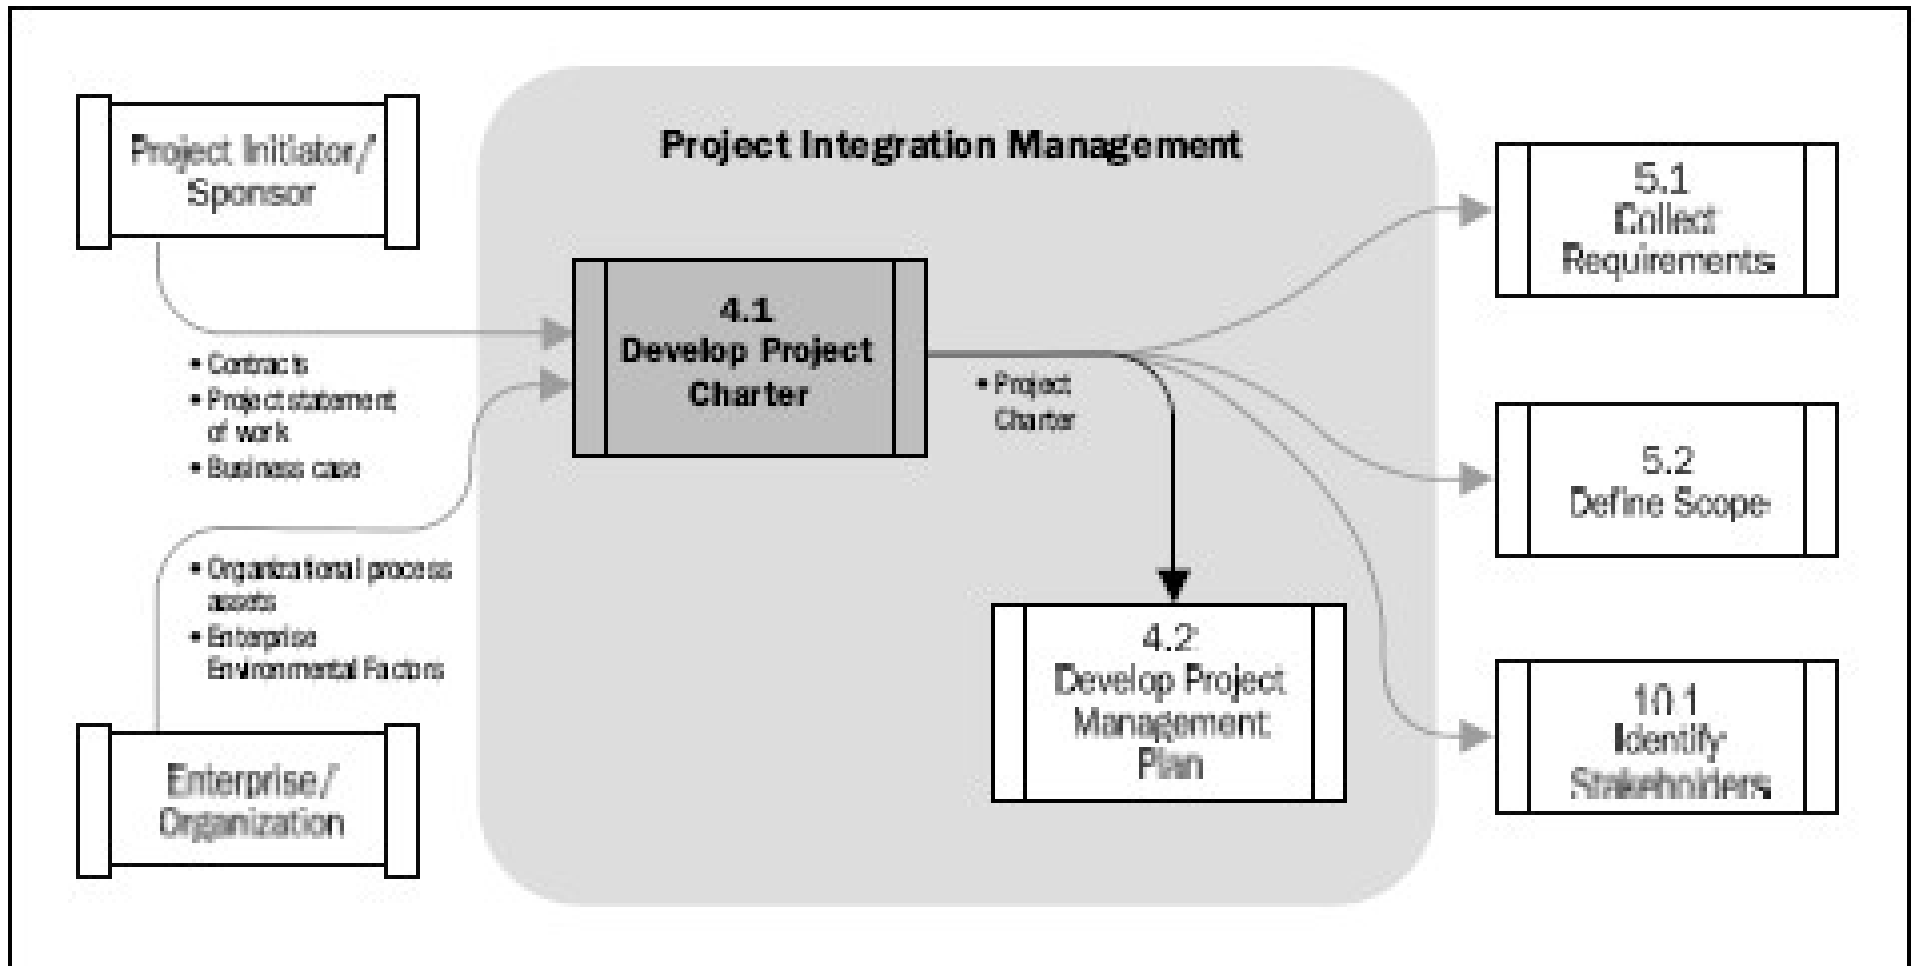 Project Integration Management
Project Initiator/
Sponsor
• Contracts
• Project statement
of work
• Business case
• Organizational process
assets
• Enterprise
Environmental Factors
Enterprise/
Organization
4.1
Develop Project
Charter
• Project
Charter
4.2
Develop Project
Management
Plan
5.1
Collect
Requirements
5.2
Define Scope
10.1
Identify
Stakeholders